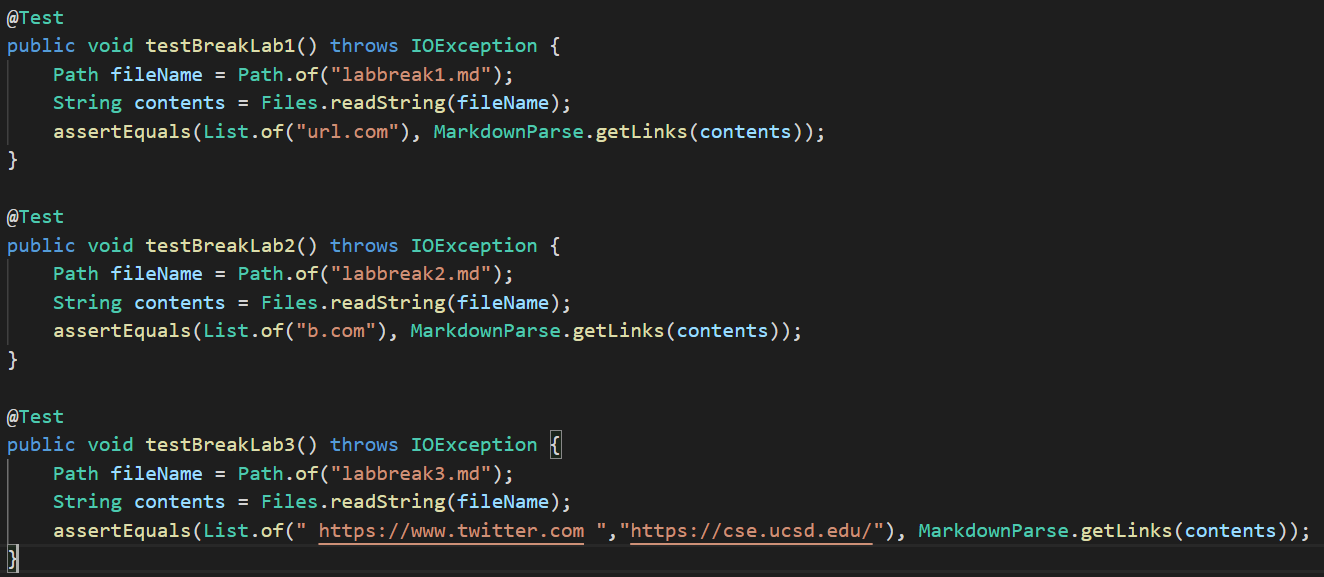 @Test
public void testBreakLab1() throws IOException {
    Path fileName = Path.of("labbreak1.md");
    String contents = Files.readString(fileName);
    assertEquals(List.of("url.com"), MarkdownParse.getLinks(contents));
}

@Test
public void testBreakLab2() throws IOException {
    Path fileName = Path.of("labbreak2.md");
    String contents = Files.readString(fileName);
    assertEquals(List.of("b.com"), MarkdownParse.getLinks(contents));
}

@Test
public void testBreakLab3() throws IOException {
    Path fileName = Path.of("labbreak3.md");
    String contents = Files.readString(fileName);
    assertEquals(List.of(" https://www.twitter.com ","https://cse.ucsd.edu/"), MarkdownParse.getLinks(contents));
}